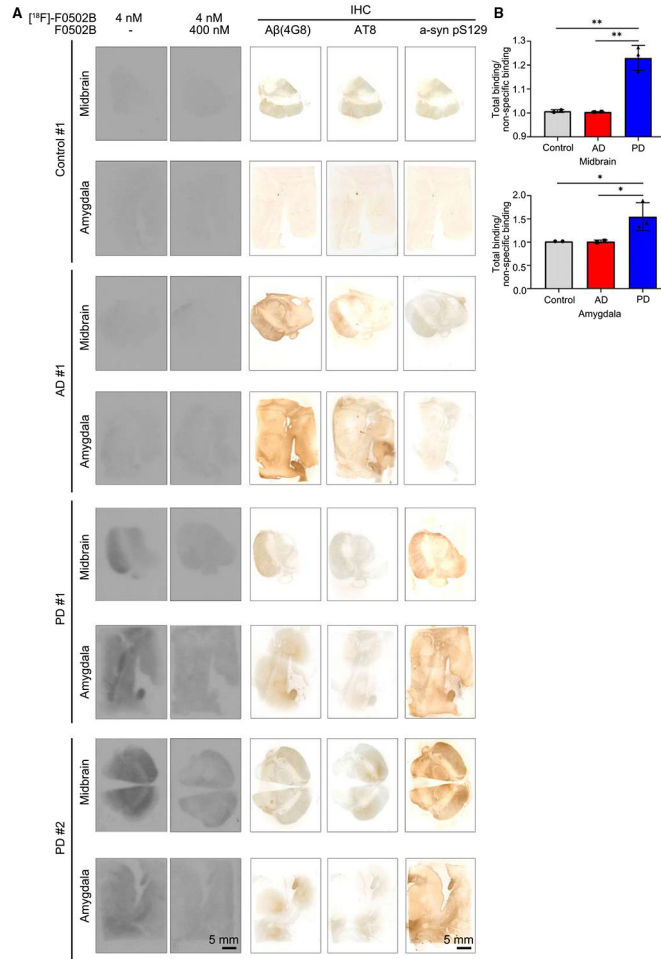 A
[¹⁸F]-F0502B 4 nM 4 nM
F0502B - 400 nM
IHC
Aβ(4G8) AT8 a-syn pS129
Control #1
Midbrain
Amygdala
AD #1
Midbrain
Amygdala
PD #1
Midbrain
Amygdala
PD #2
Midbrain
Amygdala
5 mm
5 mm
B
**
**
Total binding/
non-specific binding
1.3
1.2
1.1
1.0
0.9
Control AD PD
Midbrain
*
*
Total binding/
non-specific binding
2.0
1.5
1.0
0.5
0.0
Control AD PD
Amygdala